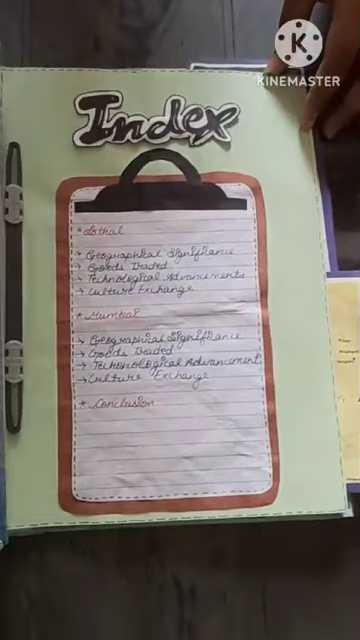 K
KINEMASTER
Index
* Lothal
→ Geographical Significance
→ Goods Traded
→ Technological Advancements
→ Culture Exchange
* Mumbai
→ Geographical Significance
→ Goods Traded
→ Technological Advancement
→ Culture Exchange
* Conclusion